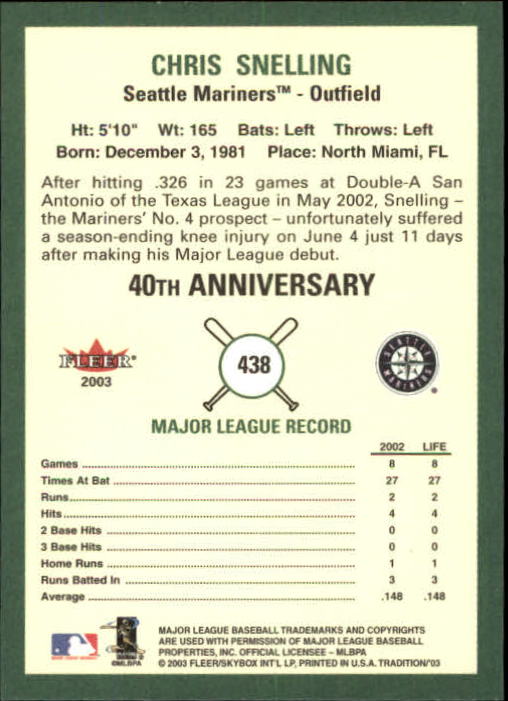 CHRIS SNELLING
Seattle Mariners™ - Outfield
Ht: 5'10" Wt: 165 Bats: Left Throws: Left
Born: December 3, 1981 Place: North Miami, FL
After hitting .326 in 23 games at Double-A San
Antonio of the Texas League in May 2002, Snelling –
the Mariners' No. 4 prospect – unfortunately suffered
a season-ending knee injury on June 4 just 11 days
after making his Major League debut.
40TH ANNIVERSARY
FLEER®
2003
438
SEATTLE
MARINERS
®
MAJOR LEAGUE RECORD
2002 LIFE
Games 8 8
Times At Bat 27 27
Runs 2 2
Hits 4 4
2 Base Hits 0 0
3 Base Hits 0 0
Home Runs 1 1
Runs Batted In 3 3
Average .148 .148
©MLBPA
MAJOR LEAGUE BASEBALL TRADEMARKS AND COPYRIGHTS
ARE USED WITH PERMISSION OF MAJOR LEAGUE BASEBALL
PROPERTIES, INC. OFFICIAL LICENSEE – MLBPA
© 2003 FLEER/SKYBOX INT'L LP, PRINTED IN U.S.A. TRADITION/'03